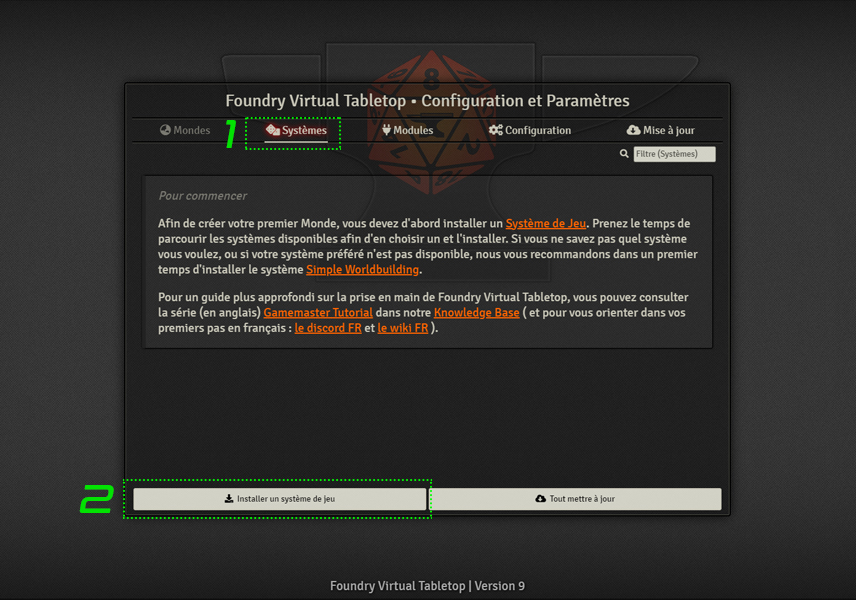 8
Foundry Virtual Tabletop ▪ Configuration et Paramètres
1
Mondes Systèmes Modules Configuration Mise à jour
Filtre (Systèmes)
Pour commencer
Afin de créer votre premier Monde, vous devez d'abord installer un Système de Jeu. Prenez le temps de
parcourir les systèmes disponibles afin d'en choisir un et l'installer. Si vous ne savez pas quel système
vous voulez, ou si votre système préféré n'est pas disponible, nous vous recommandons dans un premier
temps d'installer le système Simple Worldbuilding.
Pour un guide plus approfondi sur la prise en main de Foundry Virtual Tabletop, vous pouvez consulter
la série (en anglais) Gamemaster Tutorial dans notre Knowledge Base ( et pour vous orienter dans vos
premiers pas en français : le discord FR et le wiki FR ).
2
Installer un système de jeu Tout mettre à jour
Foundry Virtual Tabletop | Version 9